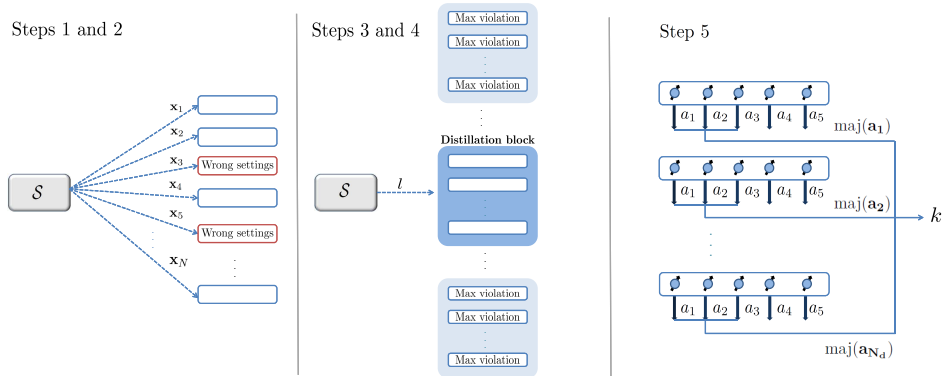 Steps 1 and 2
S
x1
x2
x3
x4
x5
xN
Wrong settings
Wrong settings
Steps 3 and 4
Max violation
Max violation
Max violation
Distillation block
S
l
Max violation
Max violation
Max violation
Step 5
a1 a2 a3 a4 a5
maj(a1)
a1 a2 a3 a4 a5
maj(a2)
k
a1 a2 a3 a4 a5
maj(aNd)